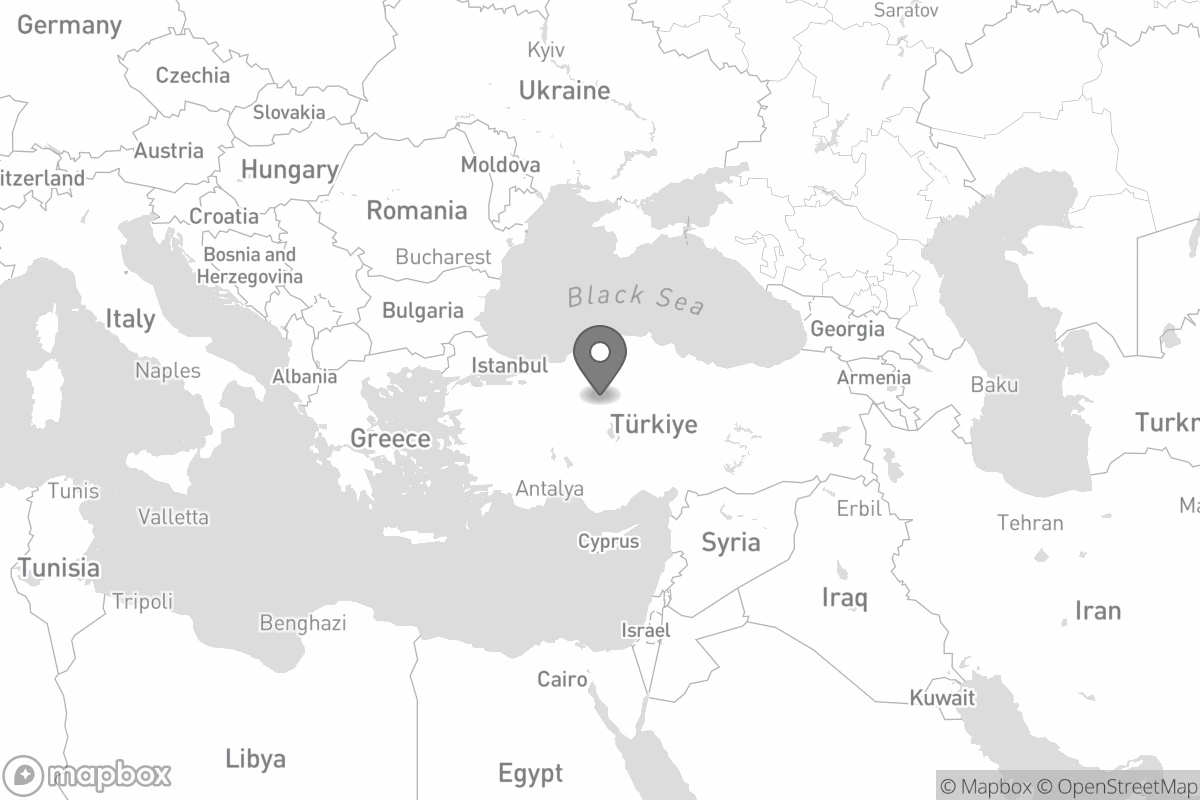 Germany
Saratov
Kyiv
Czechia
Ukraine
Slovakia
Austria
Moldova
Hungary
itzerland
Croatia
Romania
Bosnia and
Herzegovina
Bucharest
Black Sea
Bulgaria
Italy
Georgia
Istanbul
Naples
Albania
Armenia
Baku
Türkiye
Turkm
Greece
Antalya
Tunis
Valletta
Erbil
Tehran
Ma
Cyprus
Syria
Tunisia
Tripoli
Iraq
Iran
Benghazi
Israel
Cairo
Kuwait
Libya
Egypt
mapbox
© Mapbox © OpenStreetMap